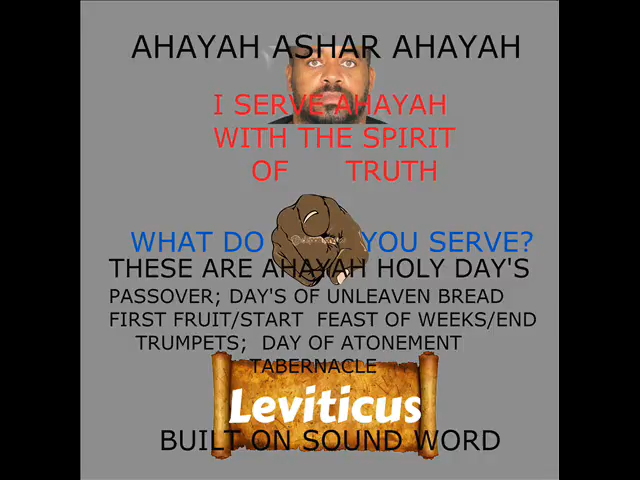 AHAYAH ASHAR AHAYAH
I SERVE AHAYAH
WITH THE SPIRIT
OF TRUTH
WHAT DO YOU SERVE?
THESE ARE AHAYAH HOLY DAY'S
PASSOVER; DAY'S OF UNLEAVEN BREAD
FIRST FRUIT/START FEAST OF WEEKS/END
TRUMPETS; DAY OF ATONEMENT
TABERNACLE
Leviticus
BUILT ON SOUND WORD